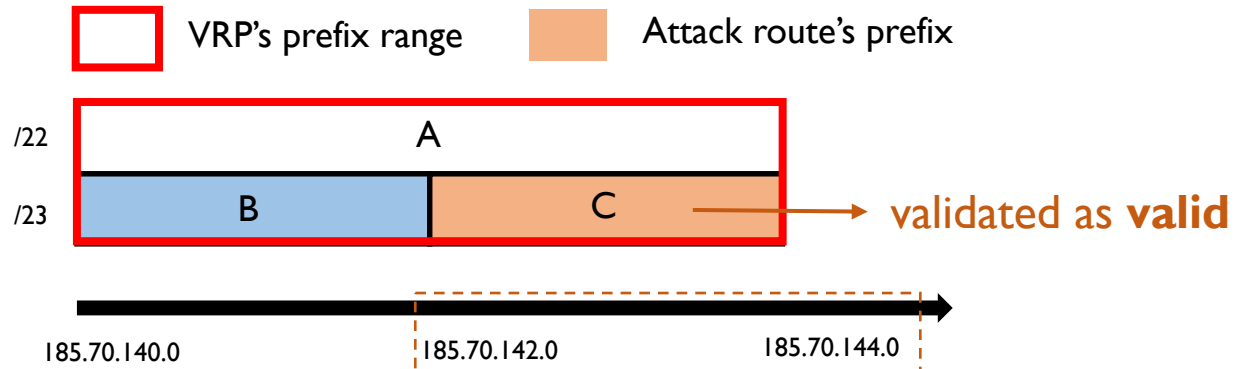 VRP's prefix range Attack route's prefix
/22 A
/23 B C validated as valid
185.70.140.0 185.70.142.0 185.70.144.0